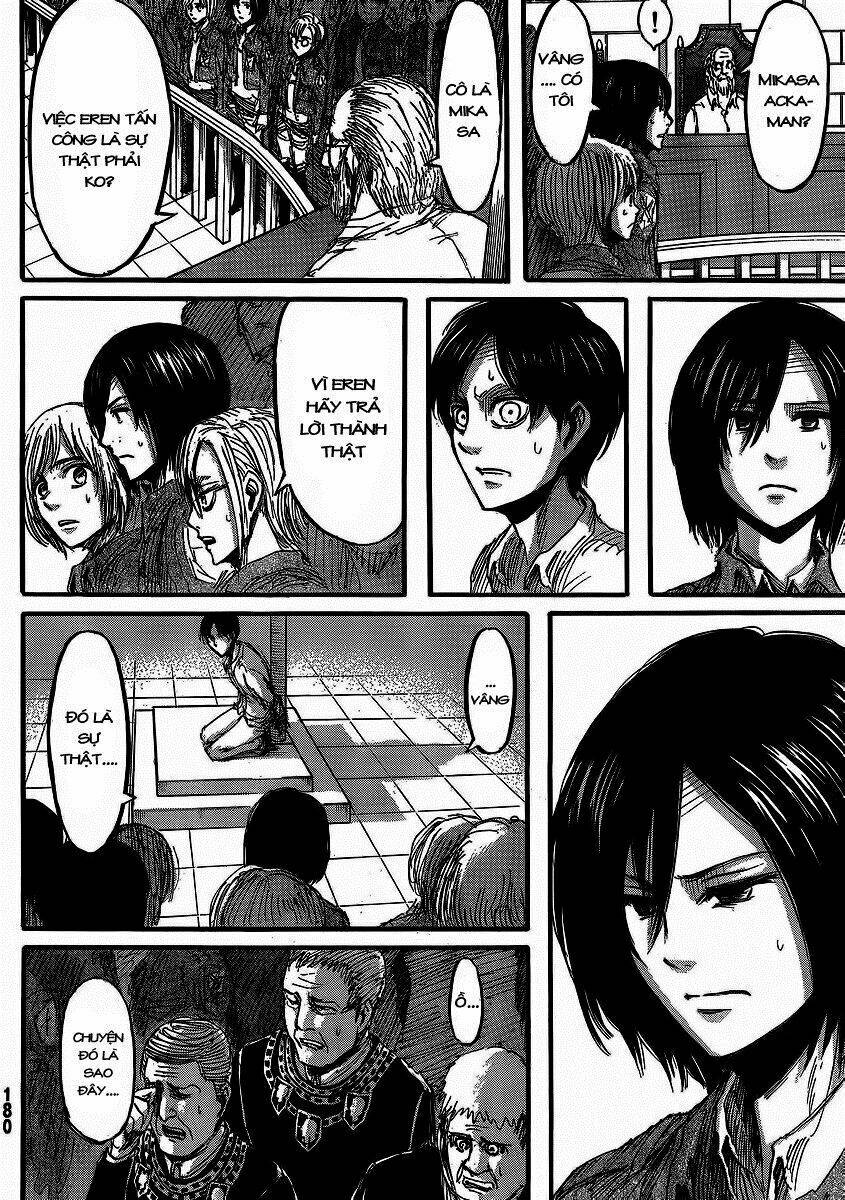 MIKASA
ACKA-
MAN?
!
VÂNG
.... CÓ
TÔI
CÔ LÀ
MIKA
SA
VIỆC EREN TẤN
CÔNG LÀ SỰ
THẬT PHẢI
KO?
VÌ EREN
HÃY TRẢ
LỜI THÀNH
THẬT
...
VÂNG
ĐÓ LÀ
SỰ
THẬT....
Ồ...
CHUYỆN
ĐÓ LÀ
SAO
ĐÂY....
180